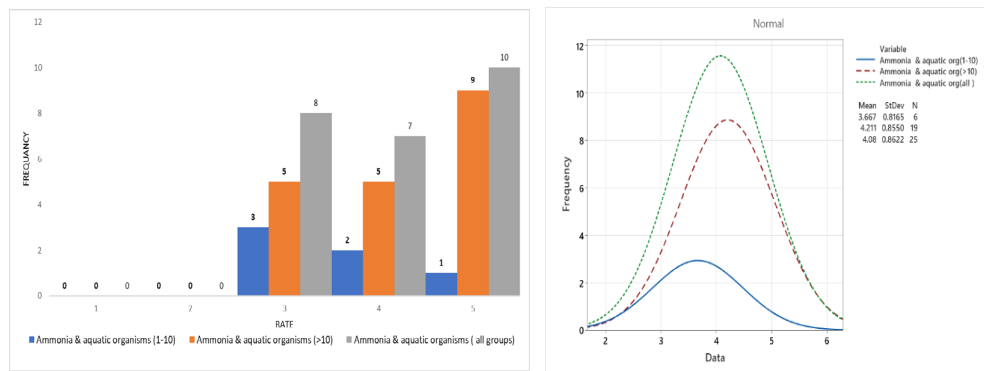 12
10
8
6
4
2
0
FREQUANCY
0 0 0
0 0 0
3 5 8
2 5 7
1 9 10
1 2 3 4 5
RATE
Ammonia & aquatic organisms (1-10) Ammonia & aquatic organisms (>10) Ammonia & aquatic organisms ( all groups)
Normal
12
10
8
6
4
2
0
Frequency
2 3 4 5 6
Data
Variable
Ammonia & aquatic org(1-10)
Ammonia & aquatic org(>10)
Ammonia & aquatic org(all )
Mean StDev N
3.667 0.8165 6
4.211 0.8550 19
4.08 0.8622 25